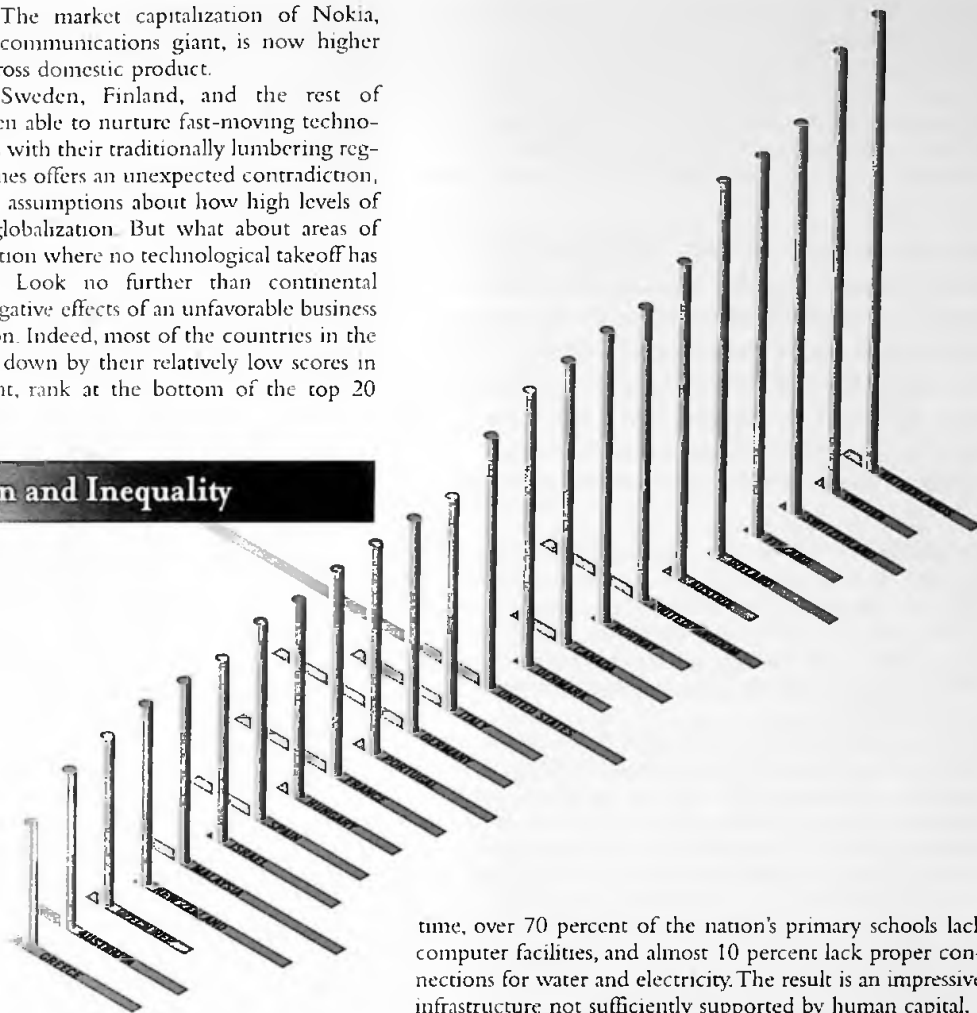 The market capitalization of Nokia,
communications giant, is now higher
ross domestic product.
Sweden, Finland, and the rest of
en able to nurture fast-moving techno-
with their traditionally lumbering reg-
nes offers an unexpected contradiction,
assumptions about how high levels of
globalization. But what about areas of
tion where no technological takeoff has
Look no further than continental
gative effects of an unfavorable business
on. Indeed, most of the countries in the
down by their relatively low scores in
nt, rank at the bottom of the top 20
n and Inequality
NETHERLANDS
SWEDEN
SWITZERLAND
FINLAND
AUSTRIA
UNITED KINGDOM
NORWAY
CANADA
DENMARK
UNITED STATES
ITALY
GERMANY
PORTUGAL
FRANCE
HUNGARY
SPAIN
ISRAEL
MALAYSIA
NEW ZEALAND
GREECE
time, over 70 percent of the nation's primary schools lack
computer facilities, and almost 10 percent lack proper con-
nections for water and electricity. The result is an impressive
infrastructure not sufficiently supported by human capital.